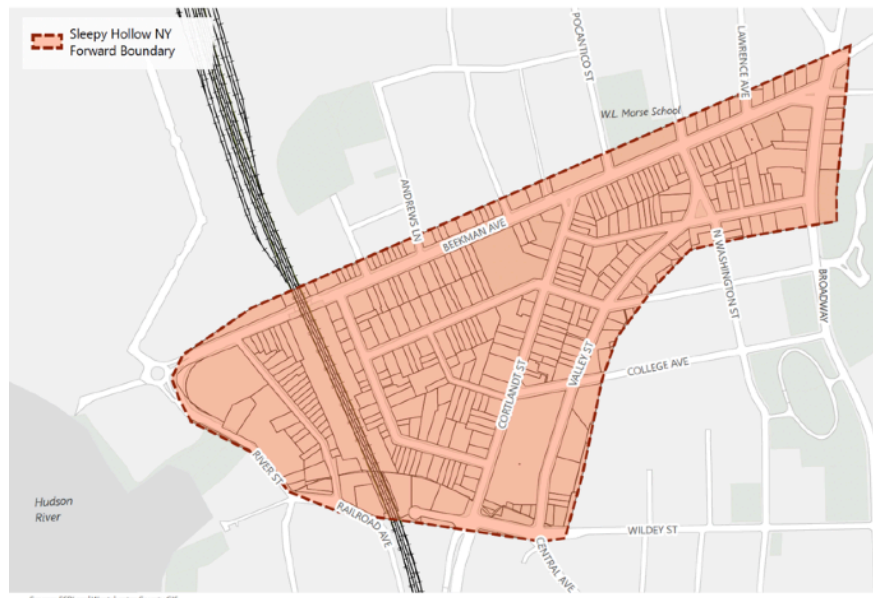 Sleepy Hollow NY
Forward Boundary
POCANTICO ST
LAWRENCE AVE
W.L. Morse School
ANDREWS LN
BEEKMAN AVE
N WASHINGTON ST
BROADWAY
COLLEGE AVE
VALLEY ST
CORTLANDT ST
RIVER ST
Hudson
River
RAILROAD AVE
WILDEY ST
CENTRAL AVE